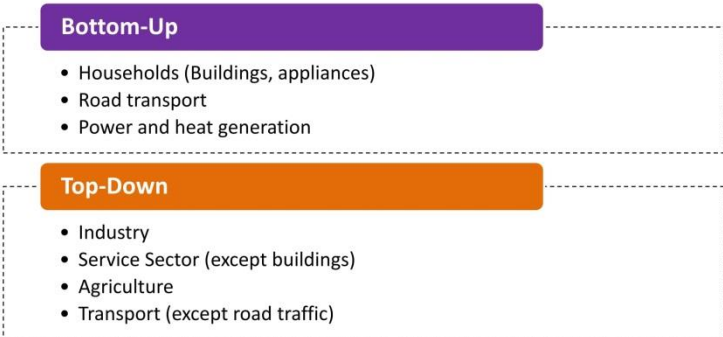 Bottom-Up
• Households (Buildings, appliances)
• Road transport
• Power and heat generation
Top-Down
• Industry
• Service Sector (except buildings)
• Agriculture
• Transport (except road traffic)